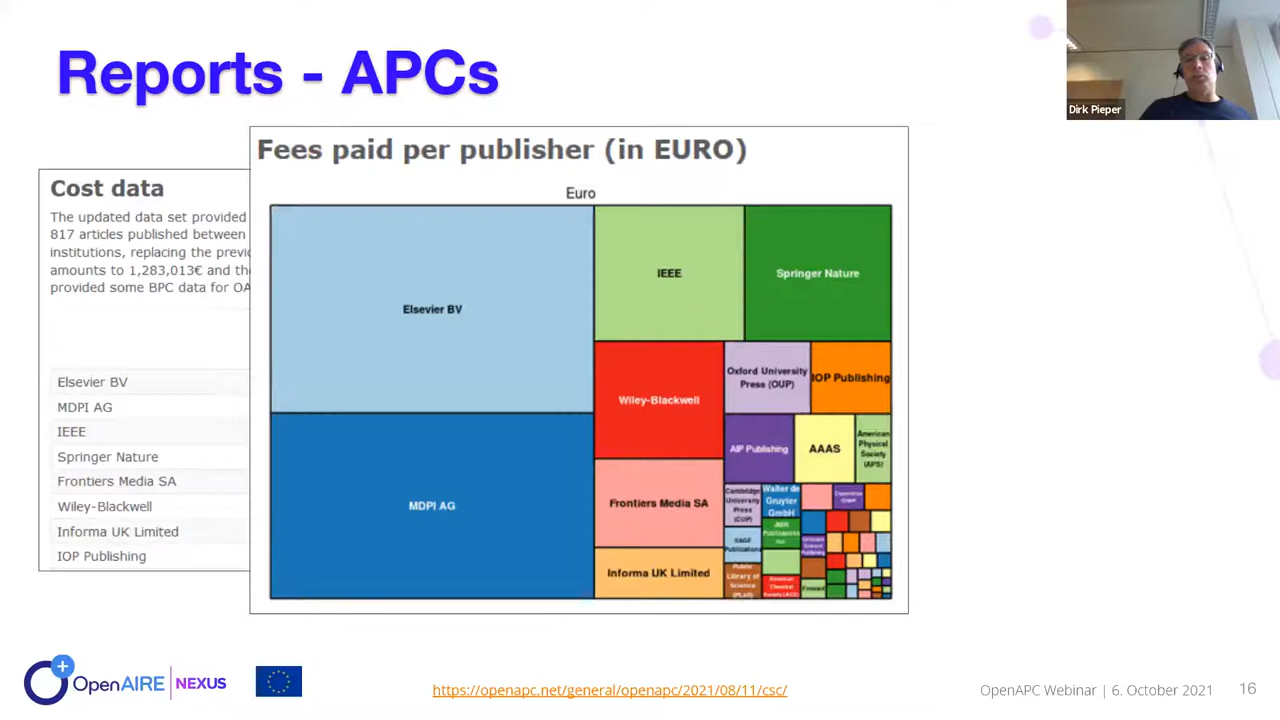 Reports - APCs
Dirk Pieper
Cost data
The updated data set provided
817 articles published between
institutions, replacing the previo
amounts to 1,283,013€ and the
provided some BPC data for OA
Elsevier BV
MDPI AG
IEEE
Springer Nature
Frontiers Media SA
Wiley-Blackwell
Informa UK Limited
IOP Publishing
Fees paid per publisher (in EURO)
Euro
Elsevier BV
MDPI AG
IEEE
Springer Nature
Wiley-Blackwell
Oxford University
Press (OUP)
IOP Publishing
AIP Publishing
AAAS
American
Physical
Society
(APS)
Frontiers Media SA
Informa UK Limited
Cambridge
University
Press
(CUP)
Walter de
Gruyter
GmbH
SAGE
Publications
Public
Library of
Science
(PLoS)
American
Chemical
Society (ACS)
OpenAIRE NEXUS
https://openapc.net/general/openapc/2021/08/11/csc/
OpenAPC Webinar | 6. October 2021
16